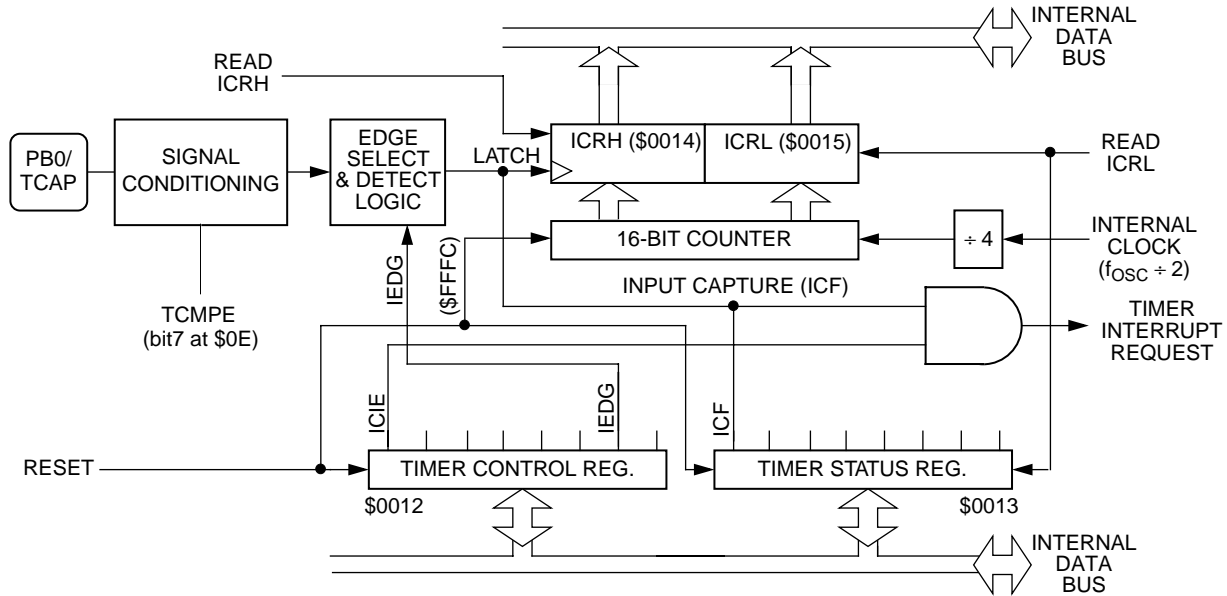 INTERNAL
DATA
BUS
READ
ICRH
PB0/
TCAP
SIGNAL
CONDITIONING
EDGE
SELECT
& DETECT
LOGIC
LATCH
ICRH ($0014)
ICRL ($0015)
READ
ICRL
16-BIT COUNTER
÷ 4
INTERNAL
CLOCK
(fOSC ÷ 2)
IEDG
($FFFC)
INPUT CAPTURE (ICF)
TCMPE
(bit7 at $0E)
TIMER
INTERRUPT
REQUEST
ICIE
IEDG
ICF
RESET
TIMER CONTROL REG.
TIMER STATUS REG.
$0012
$0013
INTERNAL
DATA
BUS